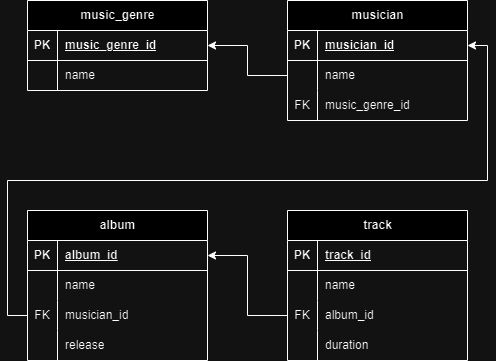 music_genre
PK music_genre_id
name
musician
PK musician_id
name
FK music_genre_id
album
PK album_id
name
FK musician_id
release
track
PK track_id
name
FK album_id
duration